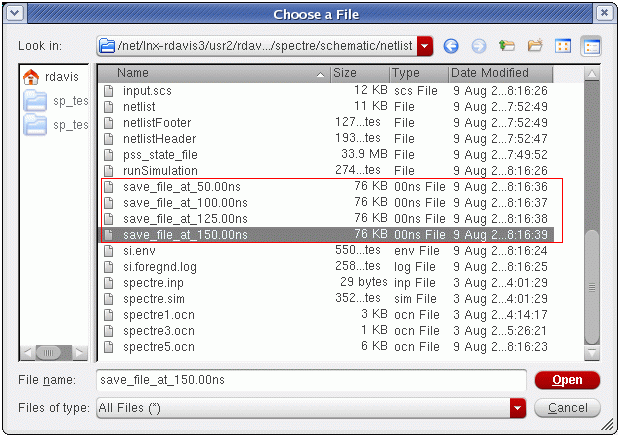 Choose a File
Look in: /net/lnx-rdavis3/usr2/rdav.../spectre/schematic/netlist
rdavis
sp_tes
sp_tes
Name Size Type Date Modified
input.scs 12 KB scs File 9 Aug 2...8:16:26
netlist 11 KB File 9 Aug 2...7:52:49
netlistFooter 127...tes File 9 Aug 2...7:52:49
netlistHeader 193...tes File 9 Aug 2...7:52:47
pss_state_file 33.9 MB File 9 Aug 2...7:49:52
runSimulation 274...tes File 9 Aug 2...8:16:26
save_file_at_50.00ns 76 KB 00ns File 9 Aug 2...8:16:36
save_file_at_100.00ns 76 KB 00ns File 9 Aug 2...8:16:37
save_file_at_125.00ns 76 KB 00ns File 9 Aug 2...8:16:38
save_file_at_150.00ns 76 KB 00ns File 9 Aug 2...8:16:39
si.env 550...tes env File 9 Aug 2...8:16:24
si.foregnd.log 258...tes log File 9 Aug 2...8:16:25
spectre.inp 29 bytes inp File 3 Aug 2...4:01:29
spectre.sim 352...tes sim File 3 Aug 2...4:01:29
spectre1.ocn 3 KB ocn File 2 Aug 2...4:14:17
spectre3.ocn 1 KB ocn File 3 Aug 2...5:26:21
spectre5.ocn 6 KB ocn File 9 Aug 2...8:16:23
File name: save_file_at_150.00ns Open
Files of type: All Files (*) Cancel